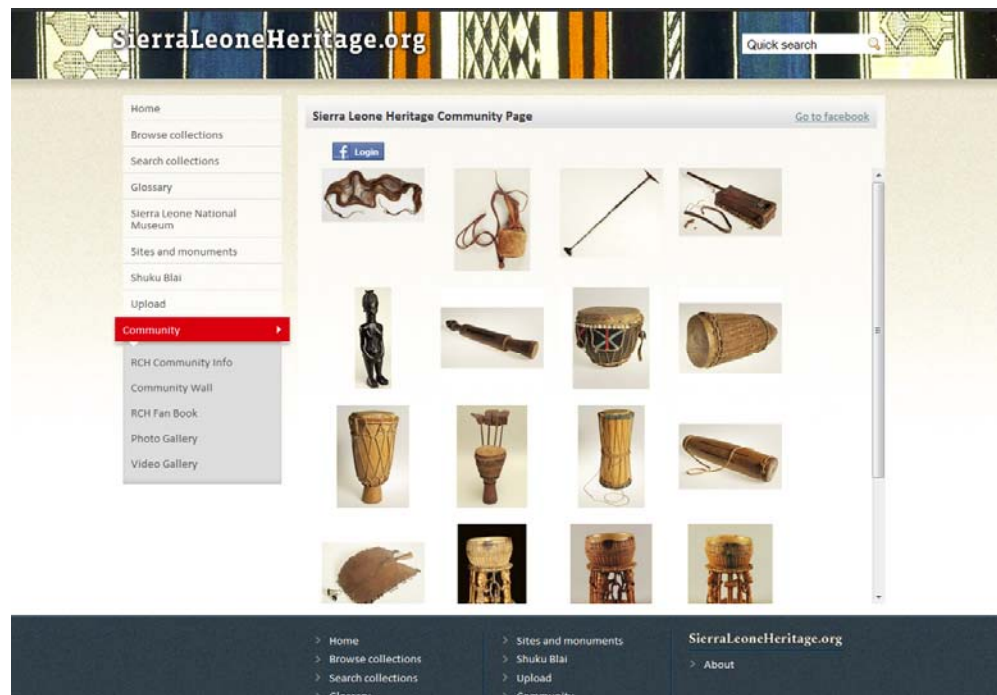 SierraLeoneHeritage.org
Quick search
Home
Browse collections
Search collections
Glossary
Sierra Leone National
Museum
Sites and monuments
Shuku Blai
Upload
Community
RCH Community Info
Community Wall
RCH Fan Book
Photo Gallery
Video Gallery
Sierra Leone Heritage Community Page
Go to facebook
f Login
Home
Browse collections
Search collections
Glossary
Sites and monuments
Shuku Blai
Upload
Community
SierraLeoneHeritage.org
About